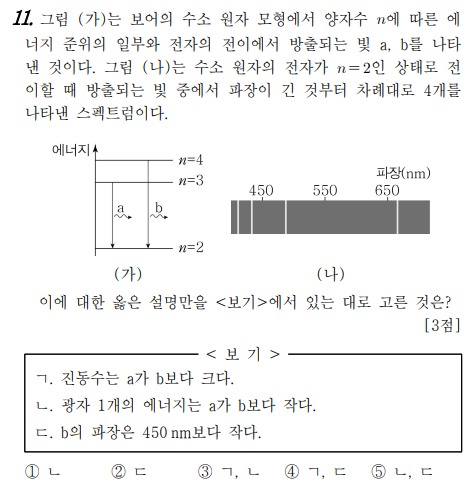 11. 그림 (가)는 보어의 수소 원자 모형에서 양자수 n에 따른 에
너지 준위의 일부와 전자의 전이에서 방출되는 빛 a, b를 나타
낸 것이다. 그림 (나)는 수소 원자의 전자가 n=2인 상태로 전
이할 때 방출되는 빛 중에서 파장이 긴 것부터 차례대로 4개를
나타낸 스펙트럼이다.
에너지
n=4
n=3
a
b
n=2
(가)
파장(nm)
450 550 650
(나)
이에 대한 옳은 설명만을 <보기>에서 있는 대로 고른 것은?
[3점]
< 보 기 >
ㄱ. 진동수는 a가 b보다 크다.
ㄴ. 광자 1개의 에너지는 a가 b보다 작다.
ㄷ. b의 파장은 450 nm보다 작다.
① ㄴ ② ㄷ ③ ㄱ, ㄴ ④ ㄱ, ㄷ ⑤ ㄴ, ㄷ